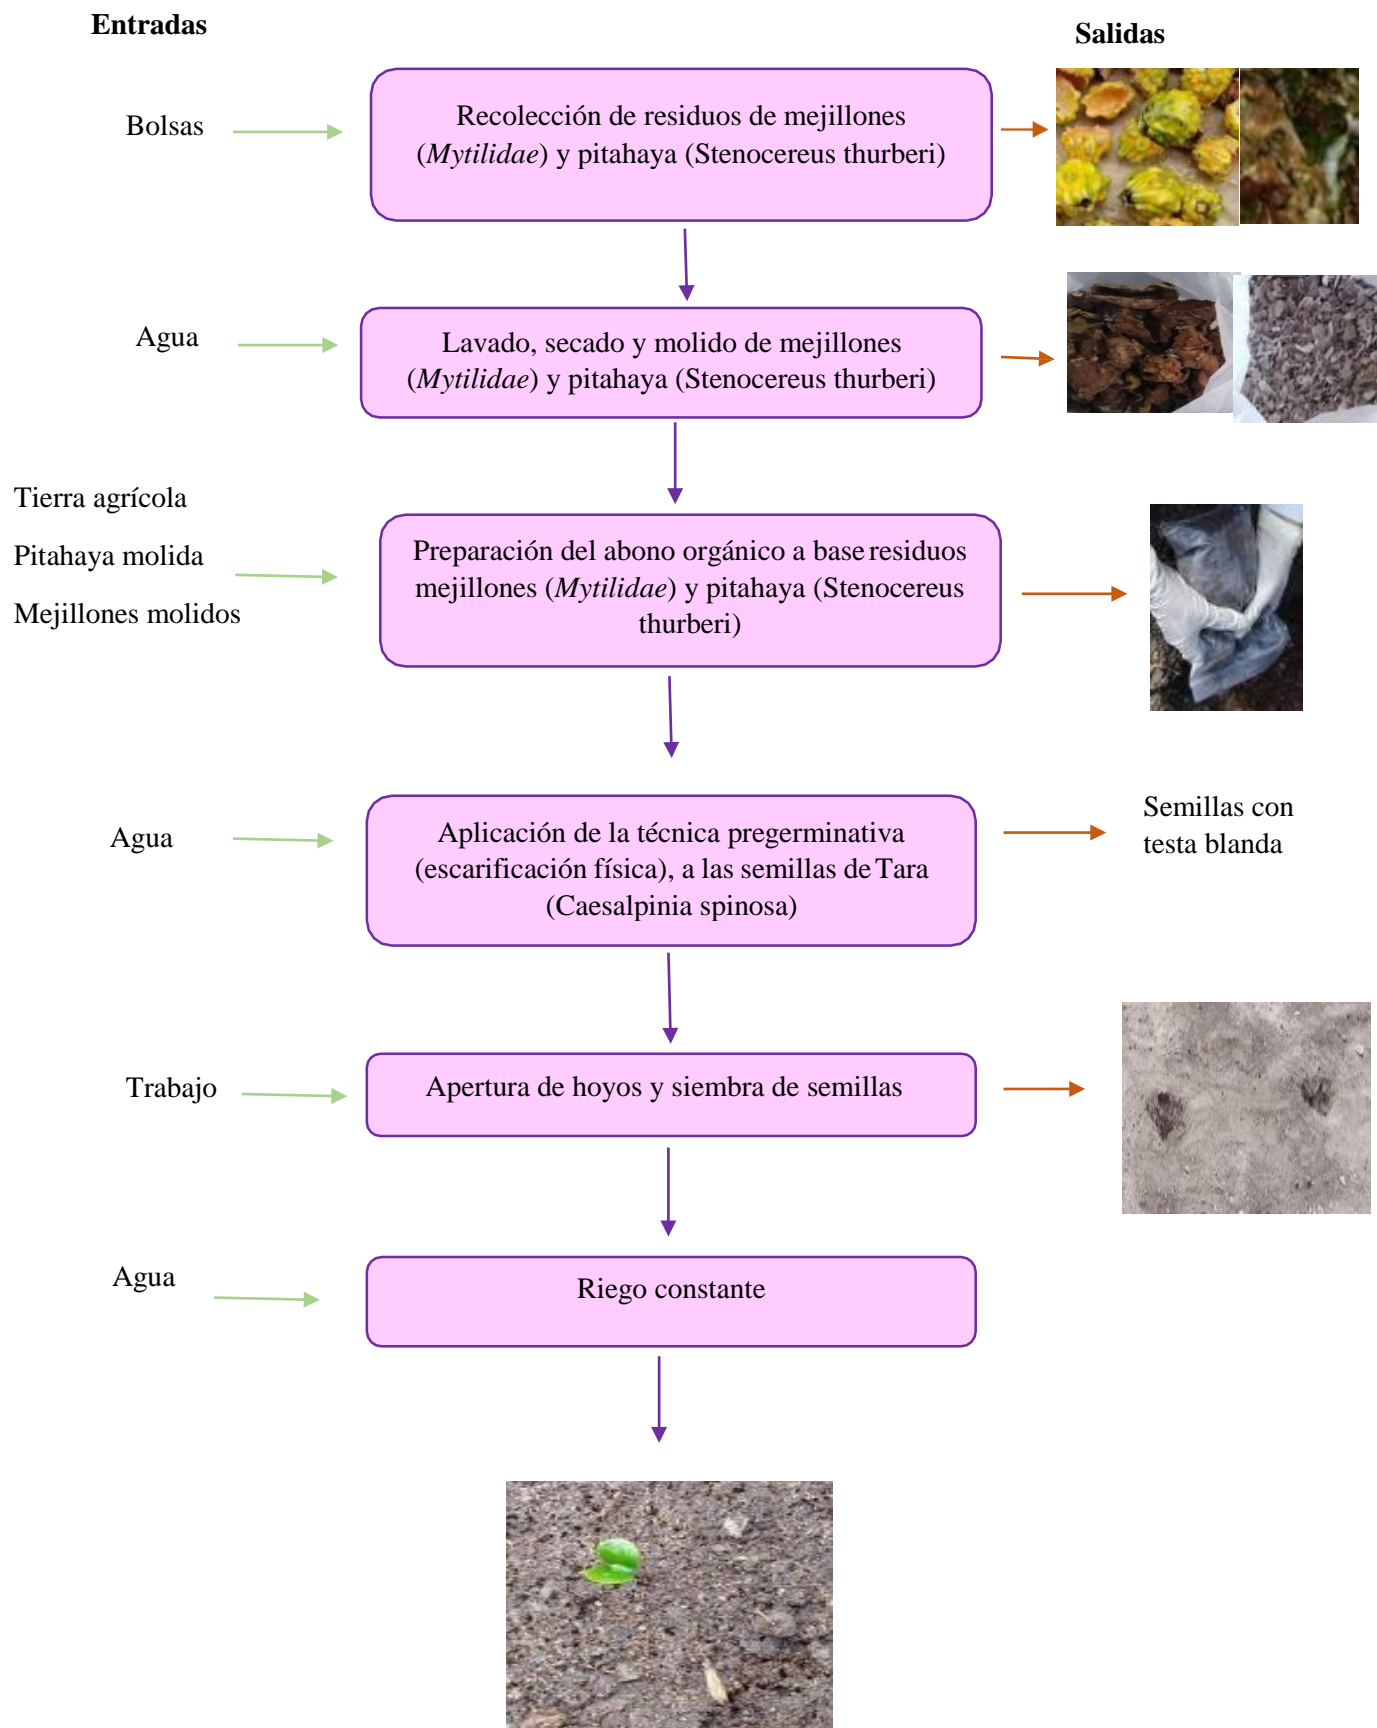 Entradas
Salidas
Bolsas
Recolección de residuos de mejillones
(Mytilidae) y pitahaya (Stenocereus thurberi)
Agua
Lavado, secado y molido de mejillones
(Mytilidae) y pitahaya (Stenocereus thurberi)
Tierra agrícola
Pitahaya molida
Mejillones molidos
Preparación del abono orgánico a base residuos
mejillones (Mytilidae) y pitahaya (Stenocereus
thurberi)
Agua
Aplicación de la técnica pregerminativa
(escarificación física), a las semillas de Tara
(Caesalpinia spinosa)
Semillas con
testa blanda
Trabajo
Apertura de hoyos y siembra de semillas
Agua
Riego constante